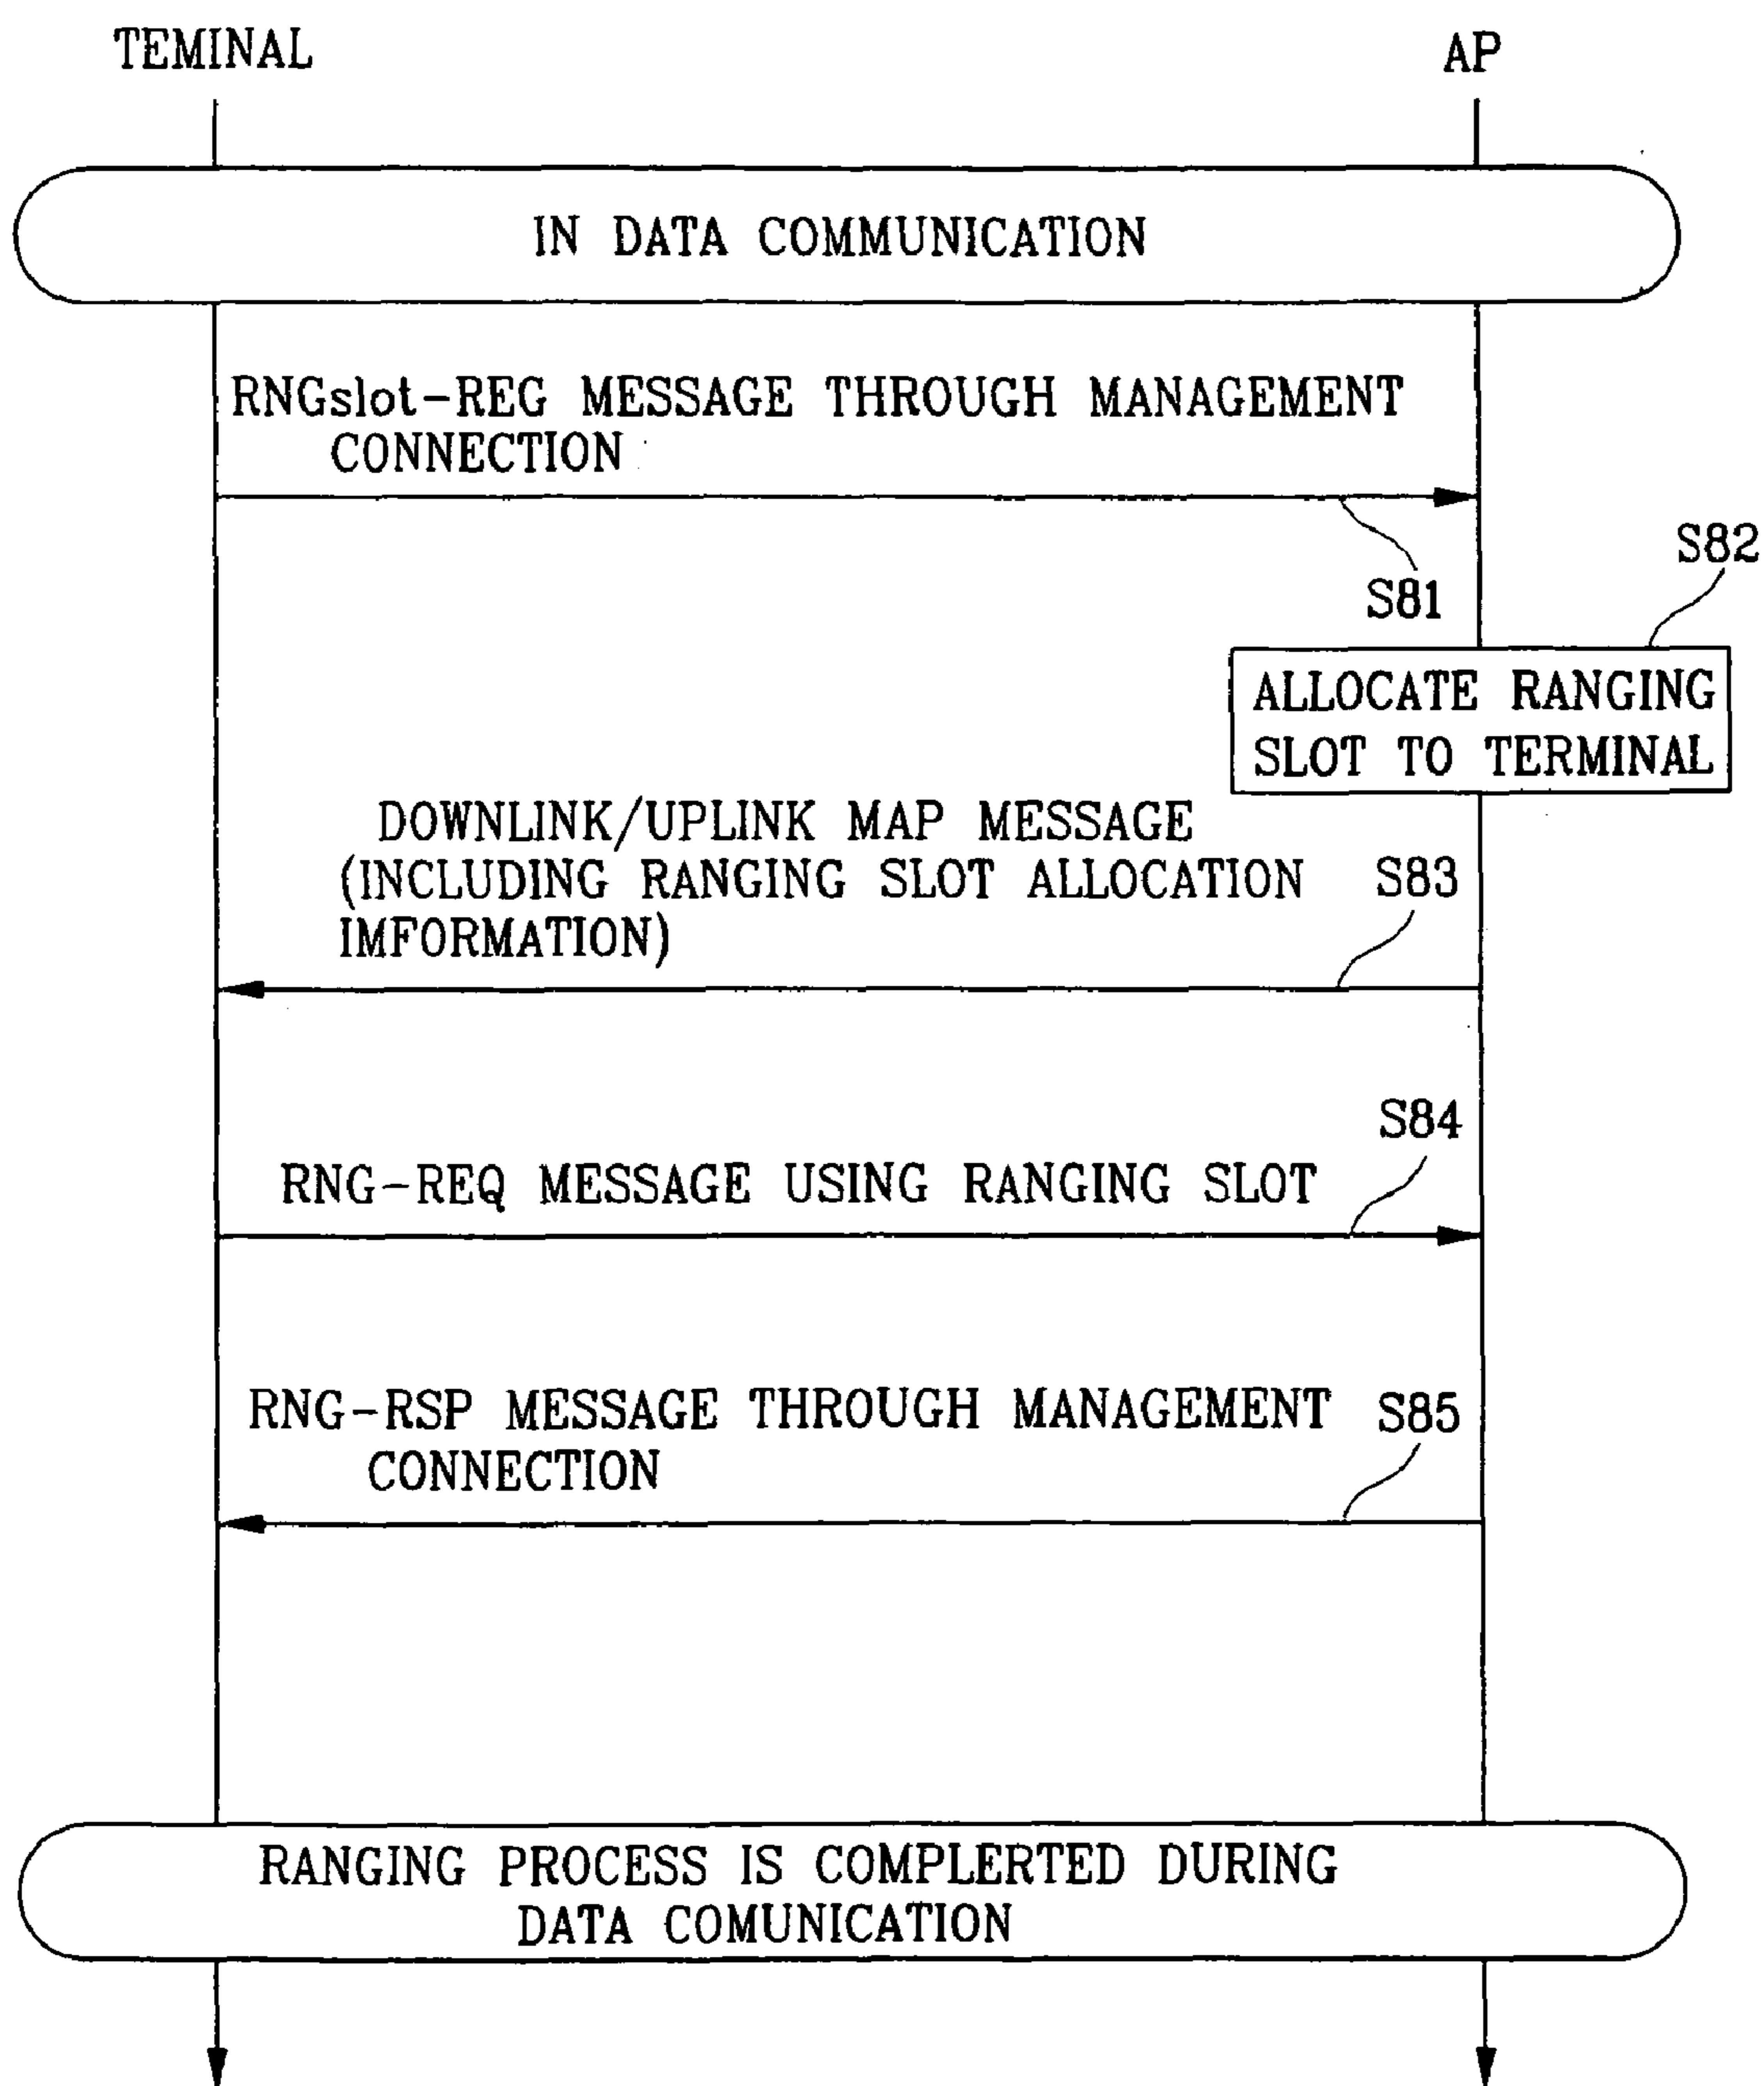 TEMINAL
AP
IN DATA COMMUNICATION
RNGslot-REG MESSAGE THROUGH MANAGEMENT
CONNECTION
S81
S82
ALLOCATE RANGING
SLOT TO TERMINAL
DOWNLINK/UPLINK MAP MESSAGE
(INCLUDING RANGING SLOT ALLOCATION
IMFORMATION)
S83
S84
RNG-REQ MESSAGE USING RANGING SLOT
RNG-RSP MESSAGE THROUGH MANAGEMENT
CONNECTION
S85
RANGING PROCESS IS COMPLERTED DURING
DATA COMUNICATION